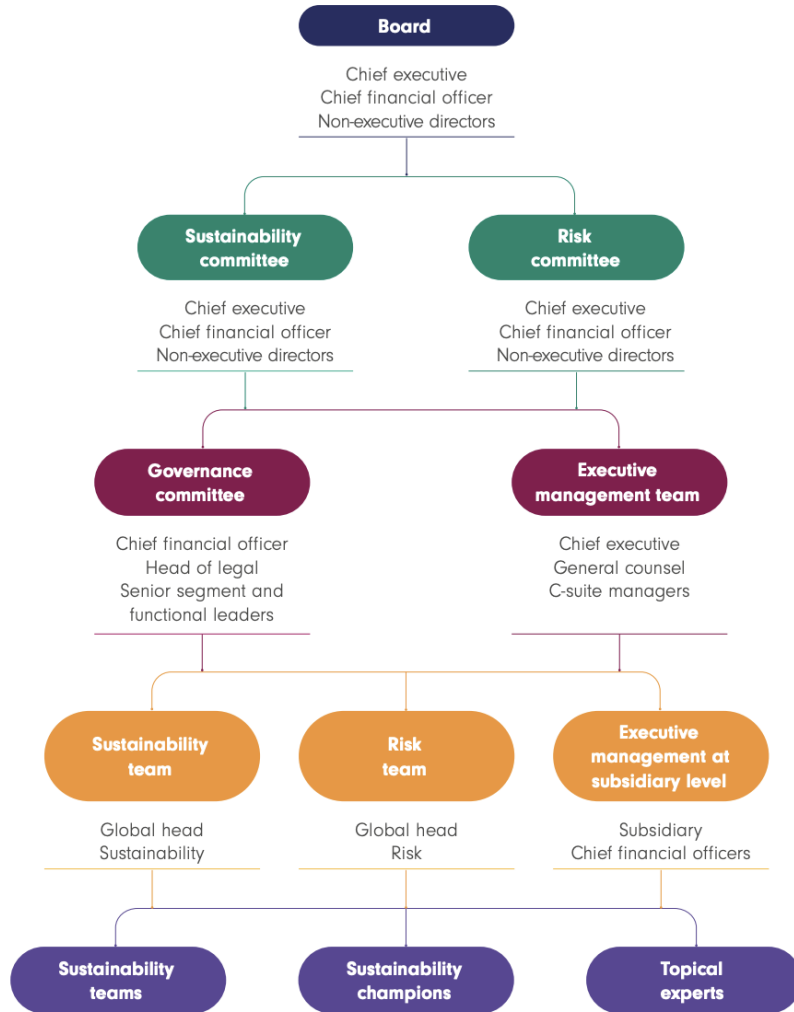 Board
Chief executive
Chief financial officer
Non-executive directors
Sustainability
committee
Chief executive
Chief financial officer
Non-executive directors
Risk
committee
Chief executive
Chief financial officer
Non-executive directors
Governance
committee
Chief financial officer
Head of legal
Senior segment and
functional leaders
Executive
management team
Chief executive
General counsel
C-suite managers
Sustainability
team
Global head
Sustainability
Risk
team
Global head
Risk
Executive
management at
subsidiary level
Subsidiary
Chief financial officers
Sustainability
teams
Sustainability
champions
Topical
experts